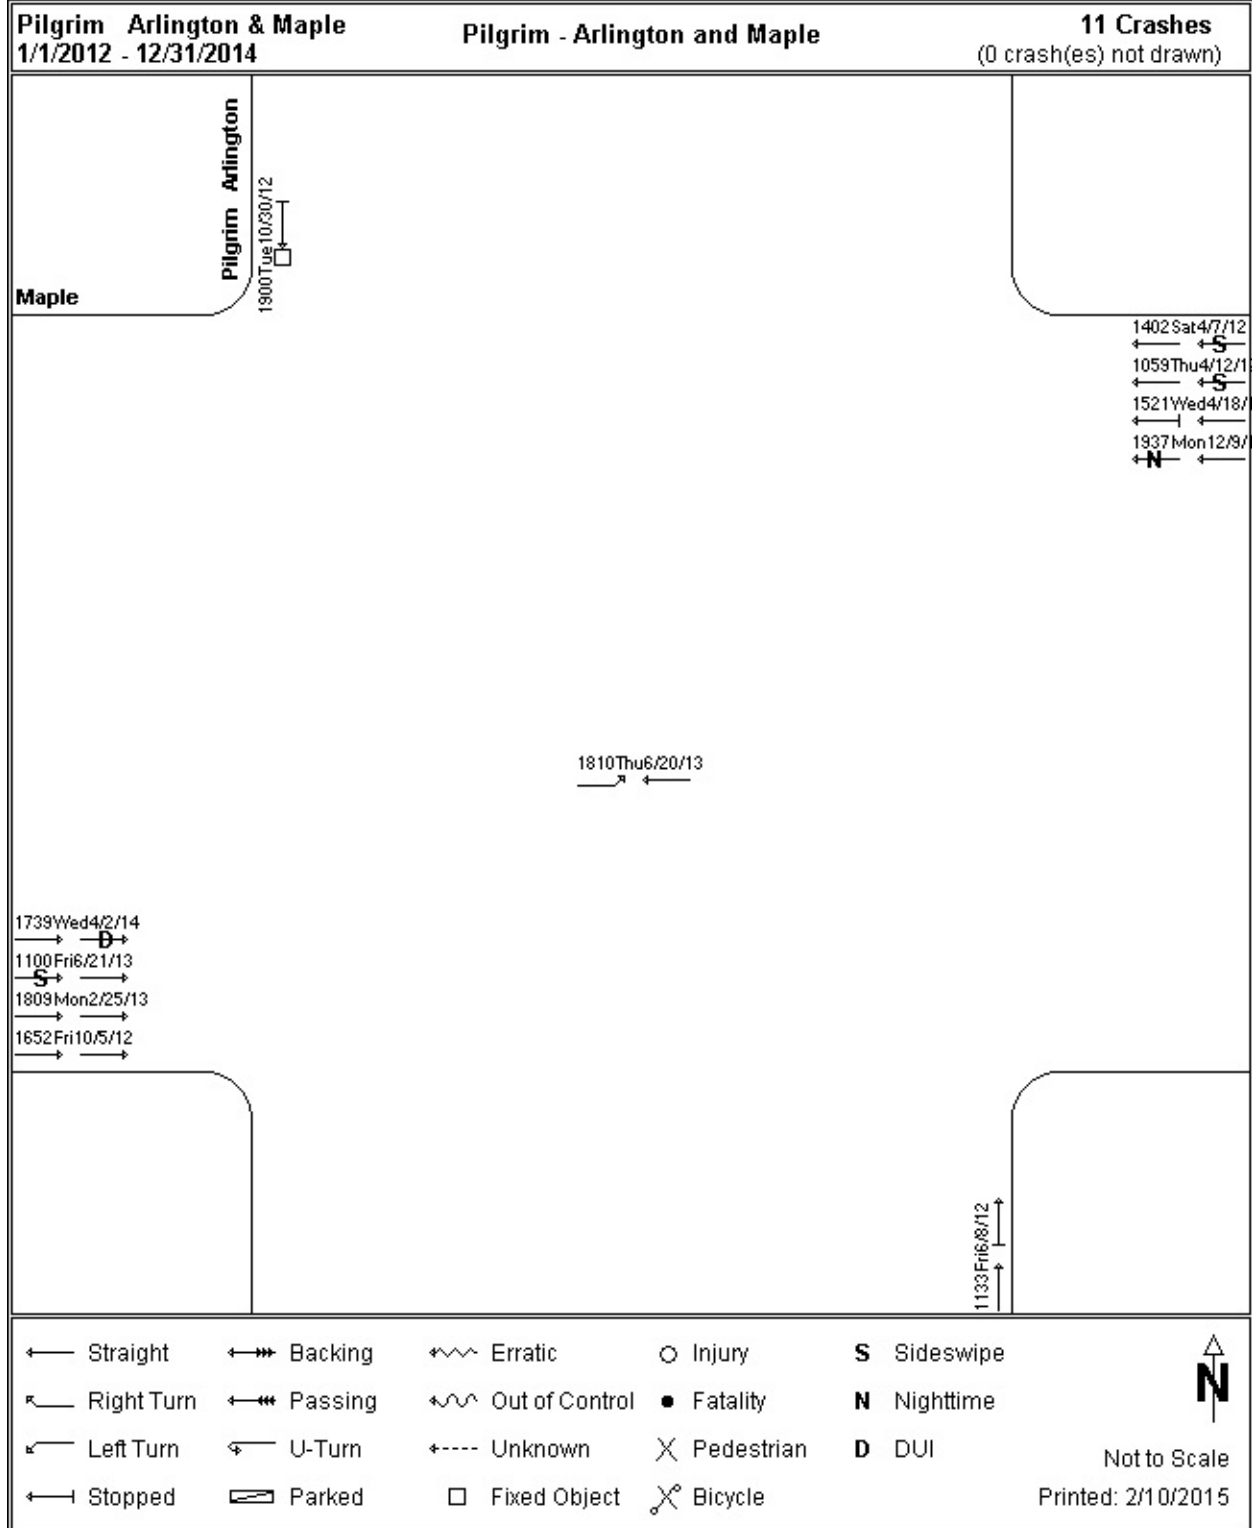 Pilgrim Arlington & Maple
1/1/2012 - 12/31/2014
Pilgrim - Arlington and Maple
11 Crashes
(0 crash(es) not drawn)
Pilgrim Arlington
1900Tue10/30/12
Maple
1402Sat4/7/12
1059Thu4/12/1
1521Wed4/18/
1937Mon12/9/
N
S
S
1810Thu6/20/13
1739Wed4/2/14
D
1100Fri6/21/13
S
1809Mon2/25/13
1652Fri10/5/12
1133Fri6/8/12
Straight
Backing
Erratic
Injury
S Sideswipe
Right Turn
Passing
Out of Control
Fatality
N Nighttime
Left Turn
U-Turn
Unknown
Pedestrian
D DUI
Stopped
Parked
Fixed Object
Bicycle
N
Not to Scale
Printed: 2/10/2015